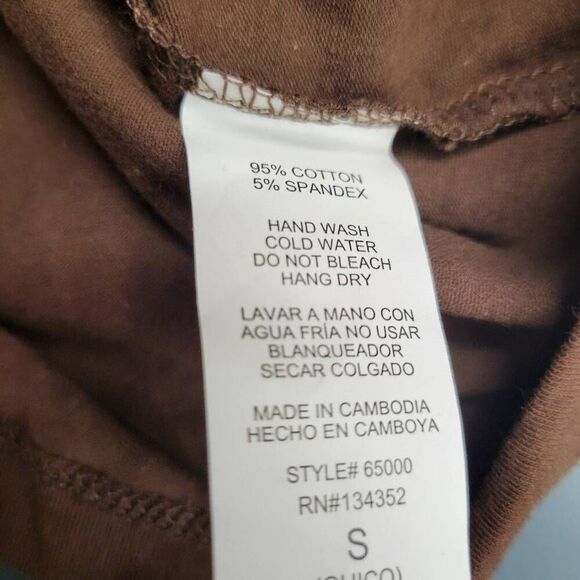 95% COTTON
5% SPANDEX
HAND WASH
COLD WATER
DO NOT BLEACH
HANG DRY
LAVAR A MANO CON
AGUA FRÍA NO USAR
BLANQUEADOR
SECAR COLGADO
MADE IN CAMBODIA
HECHO EN CAMBOYA
STYLE# 65000
RN#134352
S
(CHICO)